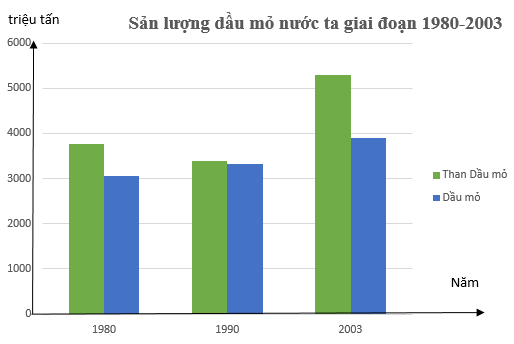 triệu tấn
Sản lượng dầu mỏ nước ta giai đoạn 1980-2003
6000
5000
4000
3000
2000
1000
0
1980
1990
2003
Năm
Than Dầu mỏ
Dầu mỏ